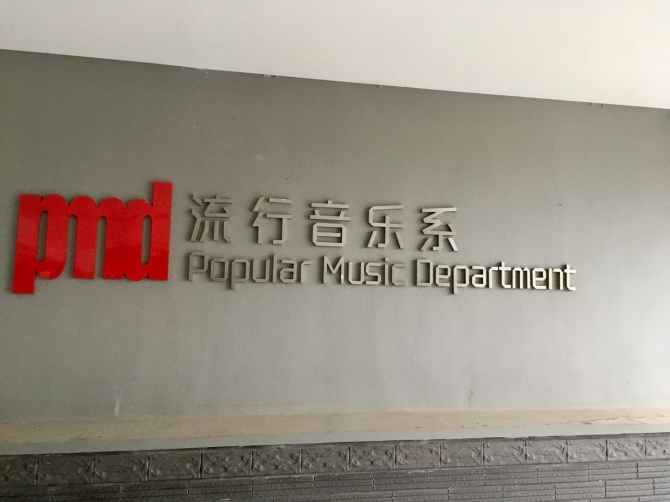 pmd
流行音乐系
Popular Music Department